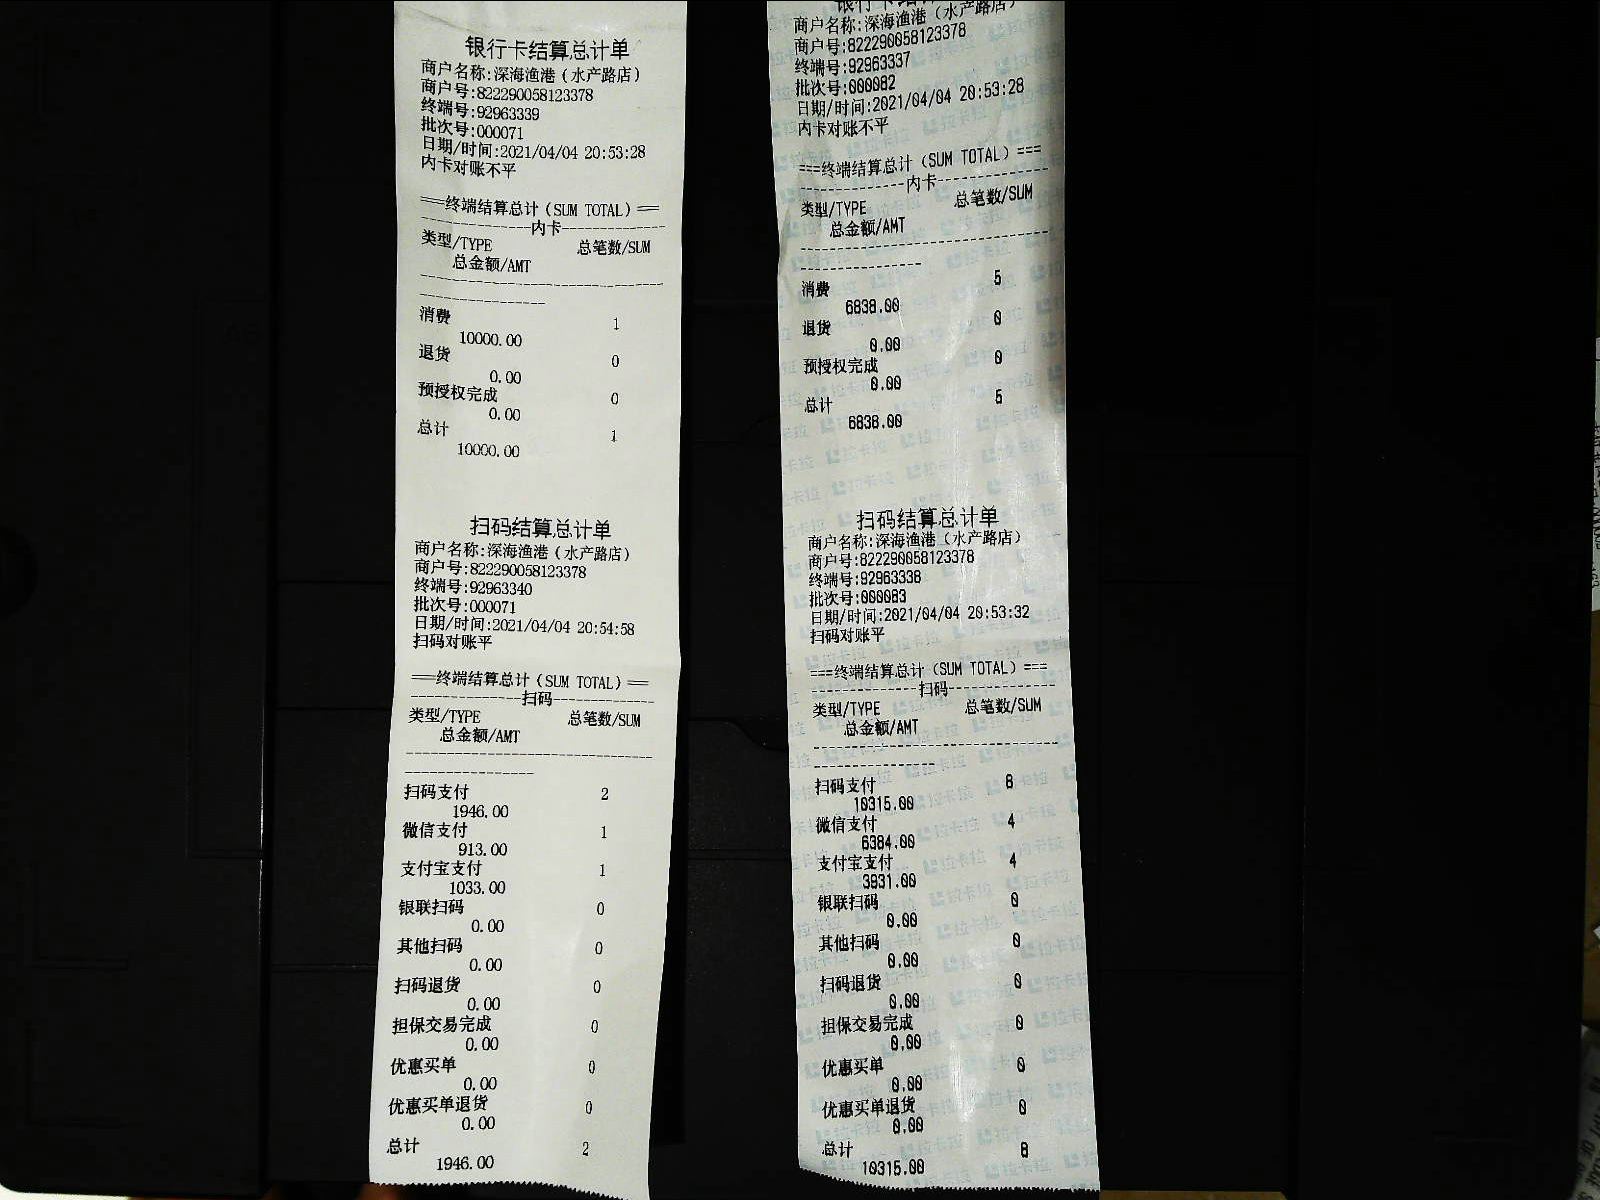 银行卡结算总计单
商户名称:深海渔港（水产路店）
商户号:822290058123378
终端号:92963339
批次号:000071
日期/时间:2021/04/04 20:53:28
内卡对账不平
==终端结算总计（SUM TOTAL）==
------------内卡------------
类型/TYPE 总笔数/SUM
总金额/AMT
消费 1
10000.00
退货 0
0.00
预授权完成 0
0.00
总计 1
10000.00
扫码结算总计单
商户名称:深海渔港（水产路店）
商户号:822290058123378
终端号:92963340
批次号:000071
日期/时间:2021/04/04 20:54:58
扫码对账平
==终端结算总计（SUM TOTAL）==
------------扫码------------
类型/TYPE 总笔数/SUM
总金额/AMT
扫码支付 2
1946.00
微信支付 1
913.00
支付宝支付 1
1033.00
银联扫码 0
0.00
其他扫码 0
0.00
扫码退货 0
0.00
担保交易完成 0
0.00
优惠买单 0
0.00
优惠买单退货 0
0.00
总计 2
1946.00
商户名称:深海渔港（水产路店）
商户号:822290058123378
终端号:92963337
批次号:000082
日期/时间:2021/04/04 20:53:28
内卡对账不平
===终端结算总计（SUM TOTAL）===
------------内卡------------
类型/TYPE 总笔数/SUM
总金额/AMT
消费 5
6838.00
退货 0
0.00
预授权完成 0
0.00
总计 5
6838.00
扫码结算总计单
商户名称:深海渔港（水产路店）
商户号:822290058123378
终端号:92963338
批次号:000083
日期/时间:2021/04/04 20:53:32
扫码对账平
===终端结算总计（SUM TOTAL）===
------------扫码------------
类型/TYPE 总笔数/SUM
总金额/AMT
扫码支付 8
10315.00
微信支付 4
6384.00
支付宝支付 4
3931.00
银联扫码 0
0.00
其他扫码 0
0.00
扫码退货 0
0.00
担保交易完成 0
0.00
优惠买单 0
0.00
优惠买单退货 0
0.00
总计 8
10315.00